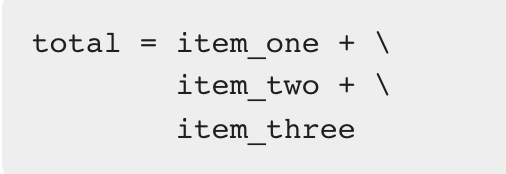 total = item_one + \
        item_two + \
        item_three